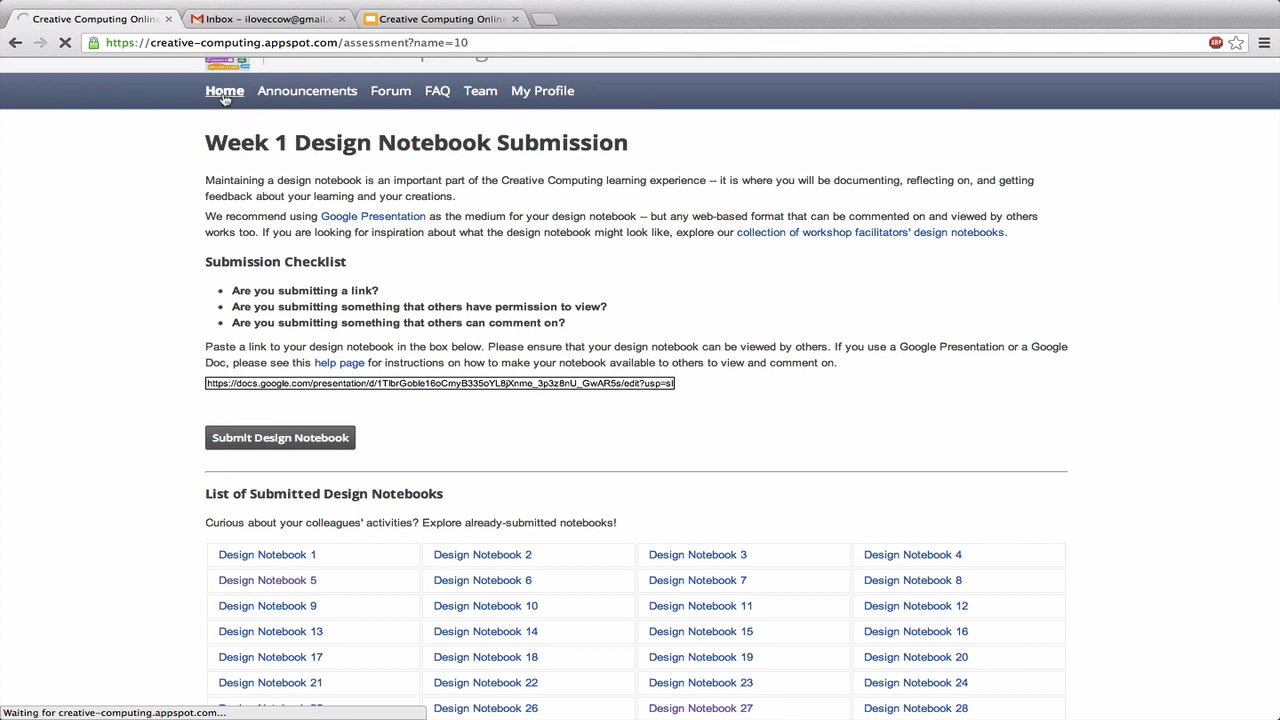 Creative Computing Online
Inbox – iloveccow@gmail.
Creative Computing Online
https://creative-computing.appspot.com/assessment?name=10
ABP
Home Announcements Forum FAQ Team My Profile
Week 1 Design Notebook Submission
Maintaining a design notebook is an important part of the Creative Computing learning experience -- it is where you will be documenting, reflecting on, and getting
feedback about your learning and your creations.
We recommend using Google Presentation as the medium for your design notebook -- but any web-based format that can be commented on and viewed by others
works too. If you are looking for inspiration about what the design notebook might look like, explore our collection of workshop facilitators' design notebooks.
Submission Checklist
• Are you submitting a link?
• Are you submitting something that others have permission to view?
• Are you submitting something that others can comment on?
Paste a link to your design notebook in the box below. Please ensure that your design notebook can be viewed by others. If you use a Google Presentation or a Google
Doc, please see this help page for instructions on how to make your notebook available to others to view and comment on.
https://docs.google.com/presentation/d/1TlbrGoble16oCmyB335oYL8jXnme_3p3z8nU_GwAR5s/edit?usp=sl
Submit Design Notebook
List of Submitted Design Notebooks
Curious about your colleagues' activities? Explore already-submitted notebooks!
Design Notebook 1 Design Notebook 2 Design Notebook 3 Design Notebook 4
Design Notebook 5 Design Notebook 6 Design Notebook 7 Design Notebook 8
Design Notebook 9 Design Notebook 10 Design Notebook 11 Design Notebook 12
Design Notebook 13 Design Notebook 14 Design Notebook 15 Design Notebook 16
Design Notebook 17 Design Notebook 18 Design Notebook 19 Design Notebook 20
Design Notebook 21 Design Notebook 22 Design Notebook 23 Design Notebook 24
Design Notebook 26 Design Notebook 27 Design Notebook 28
Waiting for creative-computing.appspot.com...